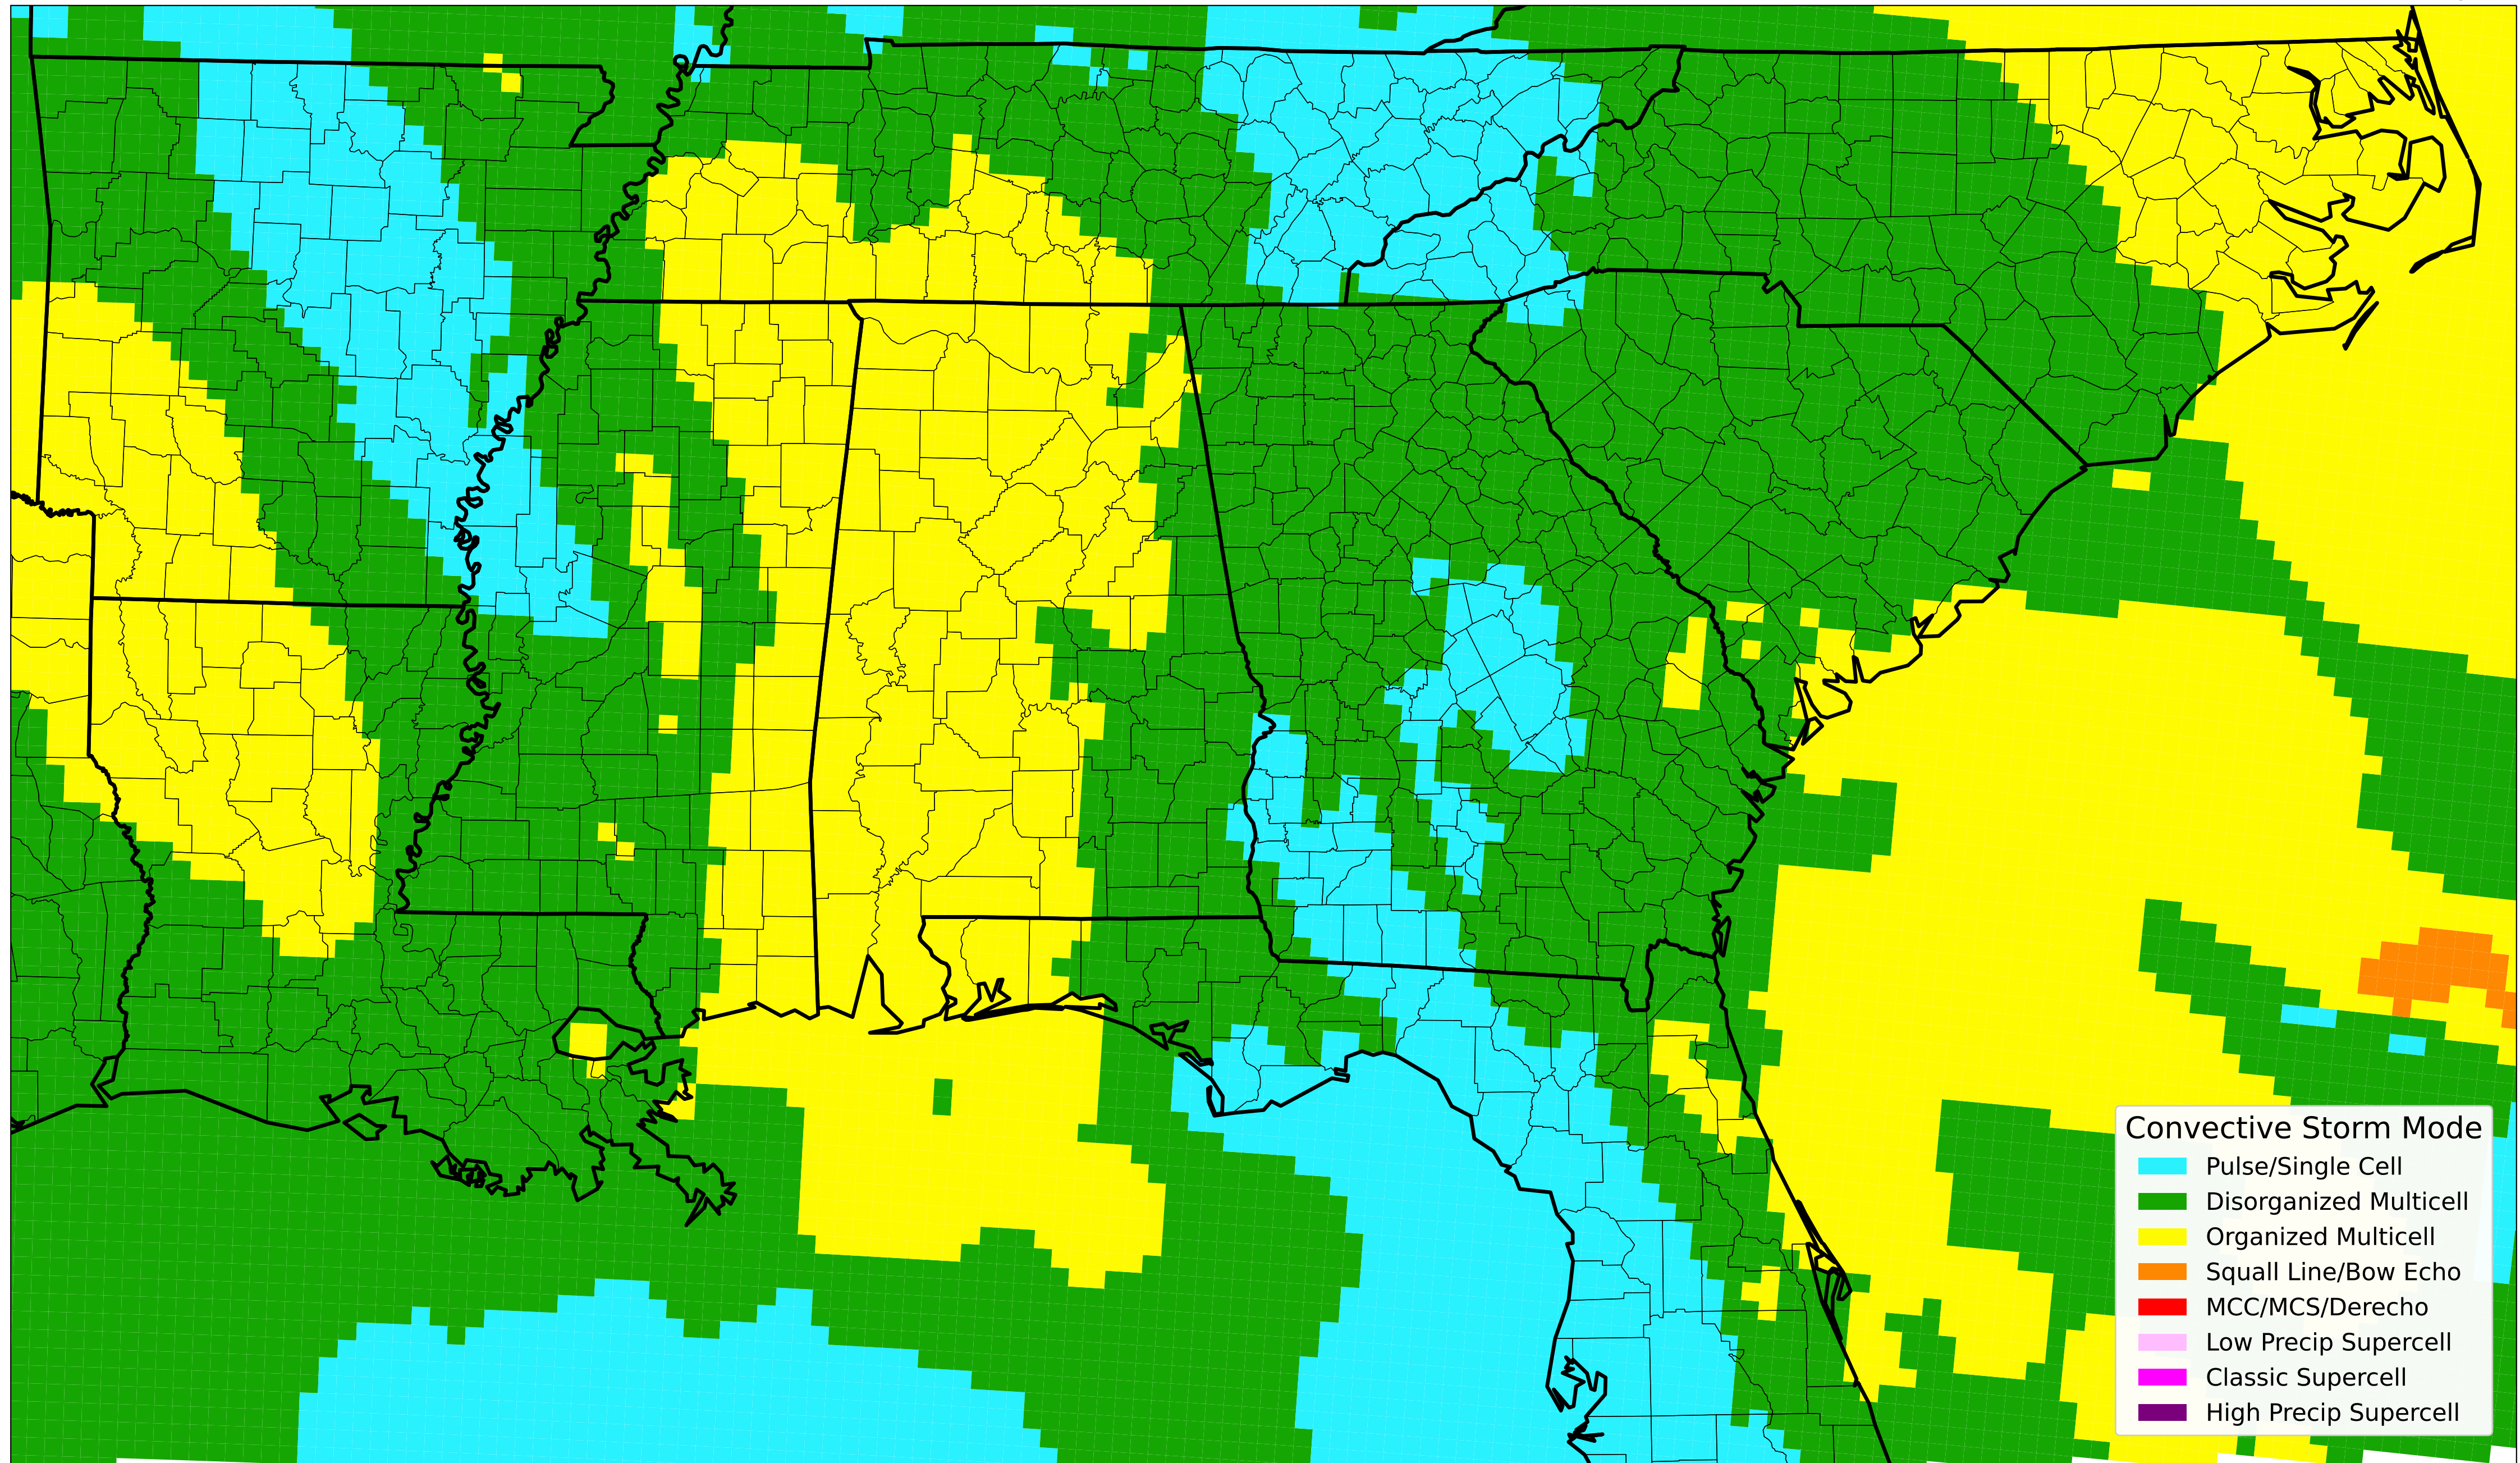 Convective Storm Mode
Pulse/Single Cell
Disorganized Multicell
Organized Multicell
Squall Line/Bow Echo
MCC/MCS/Derecho
Low Precip Supercell
Classic Supercell
High Precip Supercell